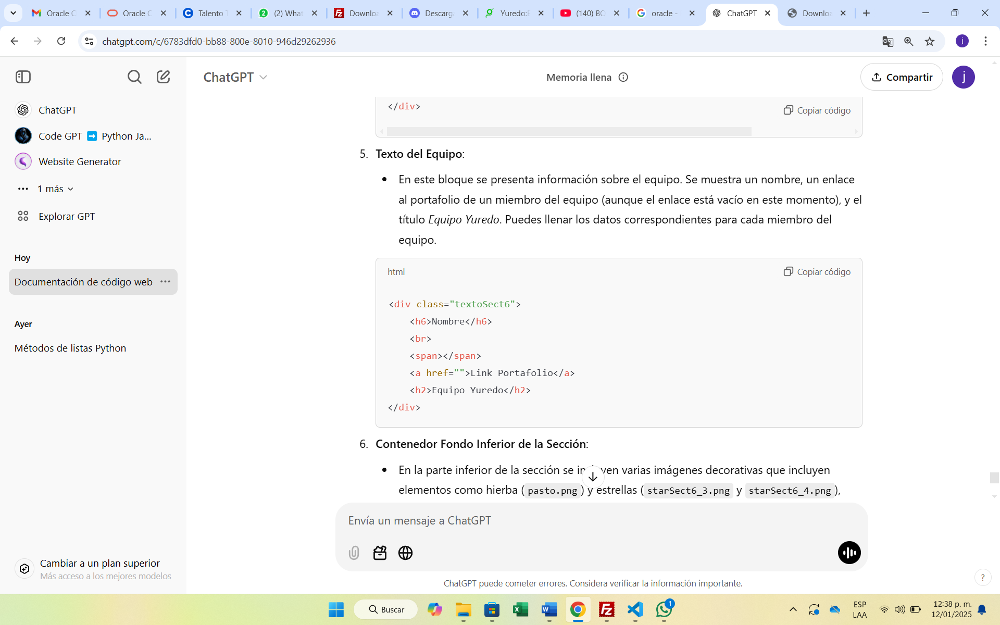 Oracle C
Oracle C
Talento T
(2) What
Downloa
Descarg
Yuredo:E
(140) BO
oracle -
ChatGPT
Downloa
chatgpt.com/c/6783dfd0-bb88-800e-8010-946d29262936
j
ChatGPT
Memoria llena
Compartir
j
ChatGPT
Code GPT ➡ Python Ja...
Website Generator
1 más
Explorar GPT
Hoy
Documentación de código web
Ayer
Métodos de listas Python
Cambiar a un plan superior
Más acceso a los mejores modelos
</div>
Copiar código
5. Texto del Equipo:
• En este bloque se presenta información sobre el equipo. Se muestra un nombre, un enlace
al portafolio de un miembro del equipo (aunque el enlace está vacío en este momento), y el
título Equipo Yuredo. Puedes llenar los datos correspondientes para cada miembro del
equipo.
html
Copiar código
<div class="textoSect6">
<h6>Nombre</h6>
<br>
<span></span>
<a href="">Link Portafolio</a>
<h2>Equipo Yuredo</h2>
</div>
6. Contenedor Fondo Inferior de la Sección:
• En la parte inferior de la sección se incluyen varias imágenes decorativas que incluyen
elementos como hierba (pasto.png) y estrellas (starSect6_3.png y starSect6_4.png),
Envía un mensaje a ChatGPT
ChatGPT puede cometer errores. Considera verificar la información importante.
?
Buscar
1
ESP
LAA
12:38 p. m.
12/01/2025